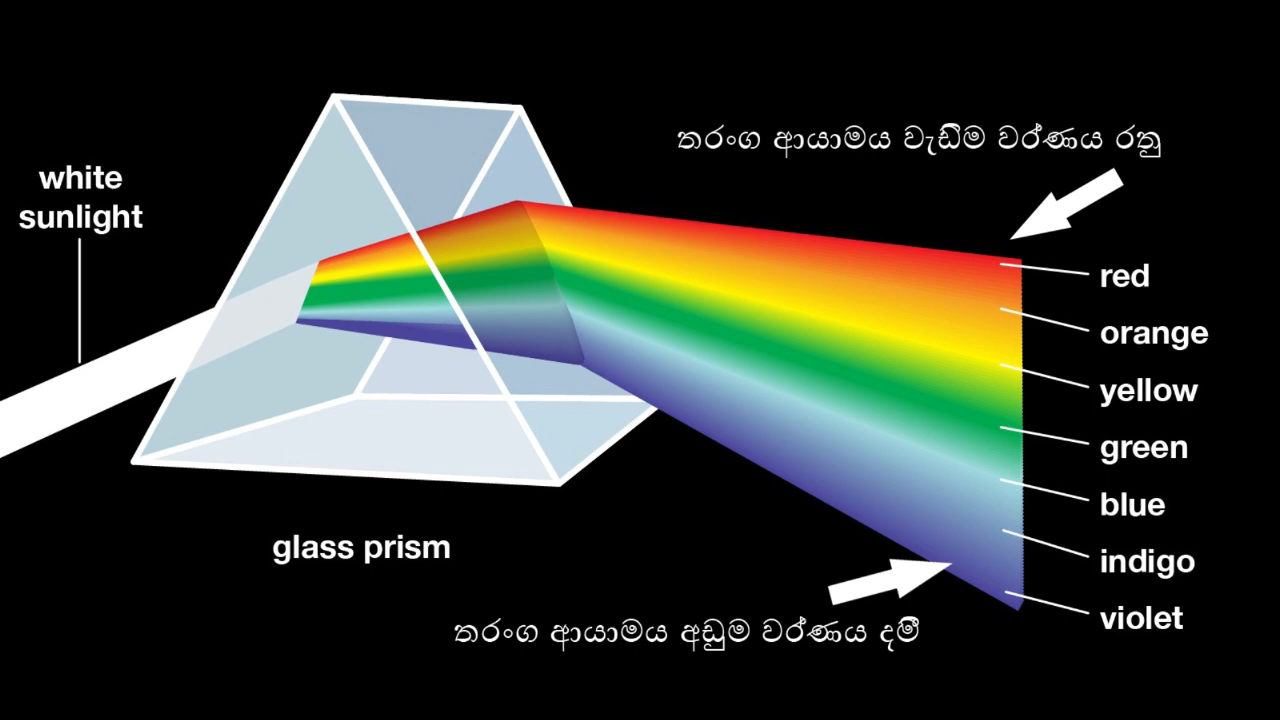 තරංග ආයාමය වැඩිම වර්ණය රතු
white
sunlight
red
orange
yellow
green
blue
indigo
violet
glass prism
තරංග ආයාමය අඩුම වර්ණය දම්